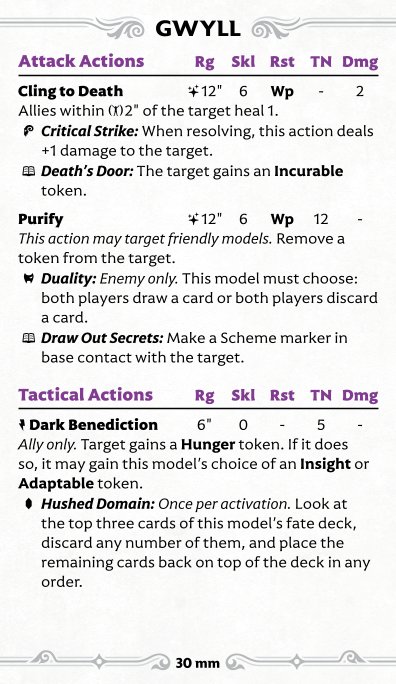 GWYLL
Attack Actions Rg Skl Rst TN Dmg
Cling to Death 12" 6 Wp - 2
Allies within 2" of the target heal 1.
Critical Strike: When resolving, this action deals
+1 damage to the target.
Death's Door: The target gains an Incurable
token.
Purify 12" 6 Wp 12 -
This action may target friendly models. Remove a
token from the target.
Duality: Enemy only. This model must choose:
both players draw a card or both players discard
a card.
Draw Out Secrets: Make a Scheme marker in
base contact with the target.
Tactical Actions Rg Skl Rst TN Dmg
Dark Benediction 6" 0 - 5 -
Ally only. Target gains a Hunger token. If it does
so, it may gain this model's choice of an Insight or
Adaptable token.
Hushed Domain: Once per activation. Look at
the top three cards of this model's fate deck,
discard any number of them, and place the
remaining cards back on top of the deck in any
order.
30 mm